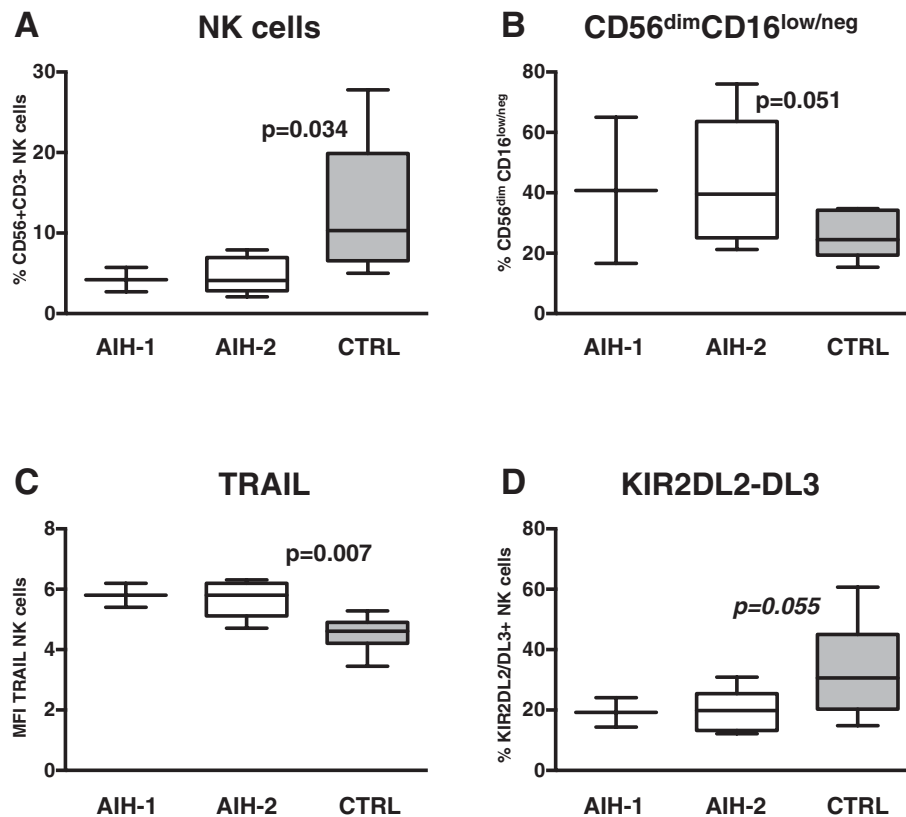 A
NK cells
% CD56+CD3- NK cells
30
20
10
0
p=0.034
AIH-1 AIH-2 CTRL
B
CD56dimCD16low/neg
% CD56dim CD16low/neg
80
60
40
20
0
p=0.051
AIH-1 AIH-2 CTRL
C
TRAIL
MFI TRAIL NK cells
8
6
4
2
0
p=0.007
AIH-1 AIH-2 CTRL
D
KIR2DL2-DL3
% KIR2DL2/DL3+ NK cells
80
60
40
20
0
p=0.055
AIH-1 AIH-2 CTRL